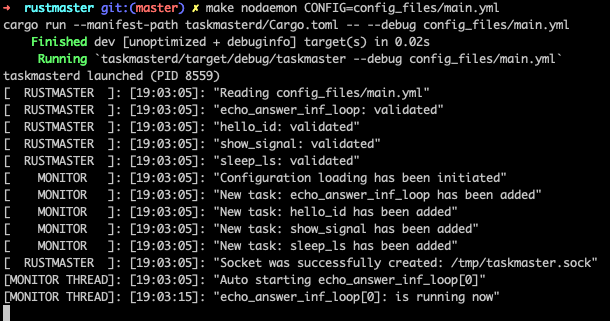 → rustmaster git:(master) ✗ make nodaemon CONFIG=config_files/main.yml
cargo run --manifest-path taskmasterd/Cargo.toml -- --debug config_files/main.yml
Finished dev [unoptimized + debuginfo] target(s) in 0.02s
Running `taskmasterd/target/debug/taskmaster --debug config_files/main.yml`
taskmasterd launched (PID 8559)
[ RUSTMASTER ]: [19:03:05]: "Reading config_files/main.yml"
[ RUSTMASTER ]: [19:03:05]: "echo_answer_inf_loop: validated"
[ RUSTMASTER ]: [19:03:05]: "hello_id: validated"
[ RUSTMASTER ]: [19:03:05]: "show_signal: validated"
[ RUSTMASTER ]: [19:03:05]: "sleep_ls: validated"
[ MONITOR ]: [19:03:05]: "Configuration loading has been initiated"
[ MONITOR ]: [19:03:05]: "New task: echo_answer_inf_loop has been added"
[ MONITOR ]: [19:03:05]: "New task: hello_id has been added"
[ MONITOR ]: [19:03:05]: "New task: show_signal has been added"
[ MONITOR ]: [19:03:05]: "New task: sleep_ls has been added"
[ RUSTMASTER ]: [19:03:05]: "Socket was successfully created: /tmp/taskmaster.sock"
[MONITOR THREAD]: [19:03:05]: "Auto starting echo_answer_inf_loop[0]"
[MONITOR THREAD]: [19:03:15]: "echo_answer_inf_loop[0]: is running now"